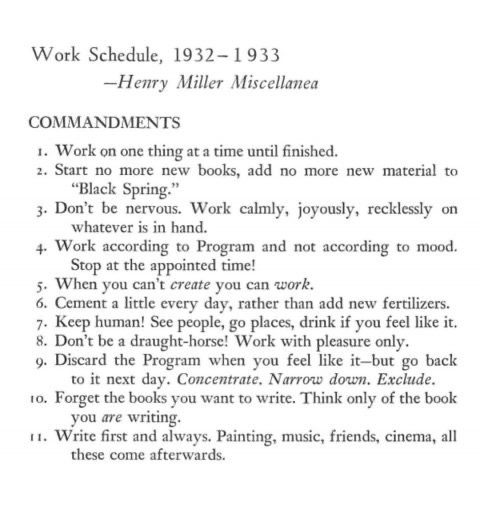 Work Schedule, 1932–1933
—Henry Miller Miscellanea
COMMANDMENTS
1. Work on one thing at a time until finished.
2. Start no more new books, add no more new material to
"Black Spring."
3. Don't be nervous. Work calmly, joyously, recklessly on
whatever is in hand.
4. Work according to Program and not according to mood.
Stop at the appointed time!
5. When you can't create you can work.
6. Cement a little every day, rather than add new fertilizers.
7. Keep human! See people, go places, drink if you feel like it.
8. Don't be a draught-horse! Work with pleasure only.
9. Discard the Program when you feel like it—but go back
to it next day. Concentrate. Narrow down. Exclude.
10. Forget the books you want to write. Think only of the book
you are writing.
11. Write first and always. Painting, music, friends, cinema, all
these come afterwards.